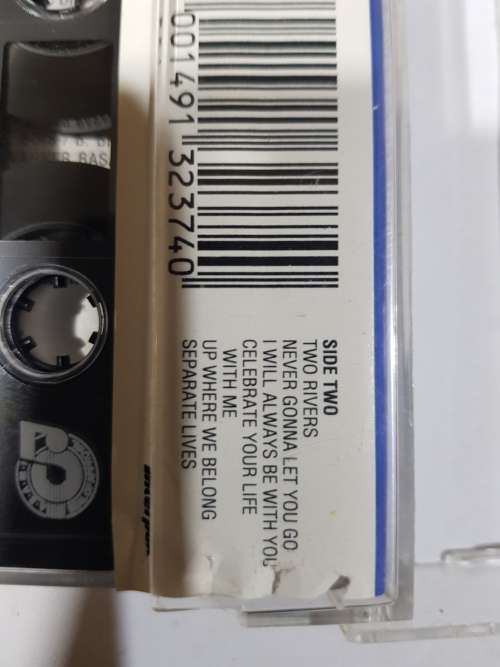 001491 323740
SIDE TWO
TWO RIVERS
NEVER GONNA LET YOU GO
I WILL ALWAYS BE WITH YOU
CELEBRATE YOUR LIFE
WITH ME
UP WHERE WE BELONG
SEPARATE LIVES